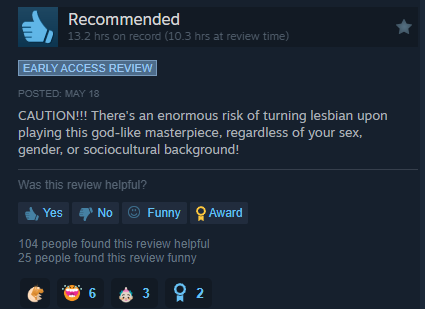 Recommended
13.2 hrs on record (10.3 hrs at review time)
EARLY ACCESS REVIEW
POSTED: MAY 18
CAUTION!!! There's an enormous risk of turning lesbian upon
playing this god-like masterpiece, regardless of your sex,
gender, or sociocultural background!
Was this review helpful?
Yes No Funny Award
104 people found this review helpful
25 people found this review funny
6 3 2